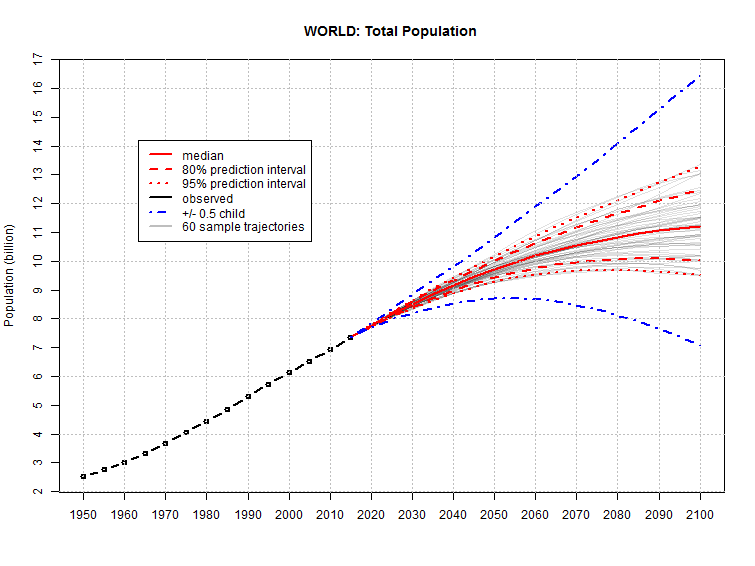 WORLD: Total Population
Population (billion)
17
16
15
14
13
12
11
10
9
8
7
6
5
4
3
2
median
80% prediction interval
95% prediction interval
observed
+/- 0.5 child
60 sample trajectories
1950 1960 1970 1980 1990 2000 2010 2020 2030 2040 2050 2060 2070 2080 2090 2100